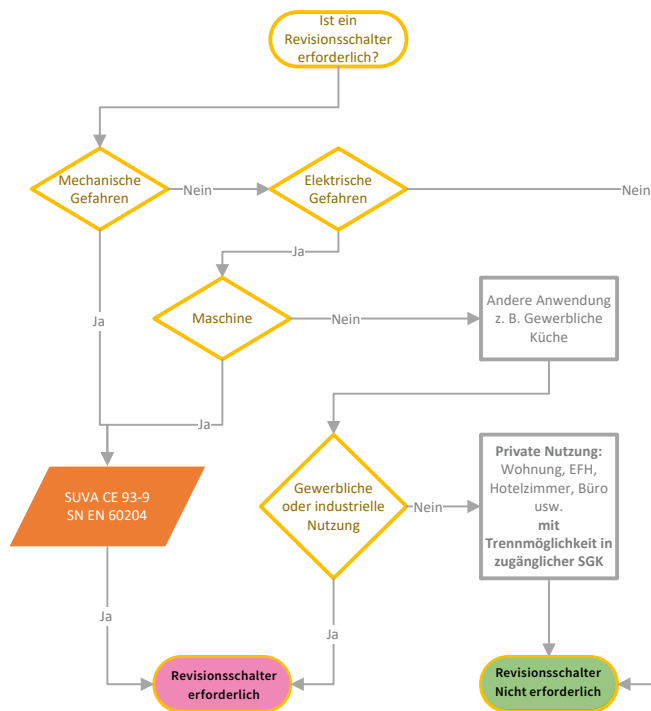 Ist ein
Revisionsschalter
erforderlich?
Mechanische
Gefahren
Nein
Elektrische
Gefahren
Nein
Ja
Ja
Maschine
Nein
Andere Anwendung
z. B. Gewerbliche
Küche
Ja
SUVA CE 93-9
SN EN 60204
Gewerbliche
oder industrielle
Nutzung
Nein
Private Nutzung:
Wohnung, EFH,
Hotelzimmer, Büro
usw.
mit
Trennmöglichkeit in
zugänglicher SGK
Ja
Ja
Revisionsschalter
erforderlich
Revisionsschalter
Nicht erforderlich